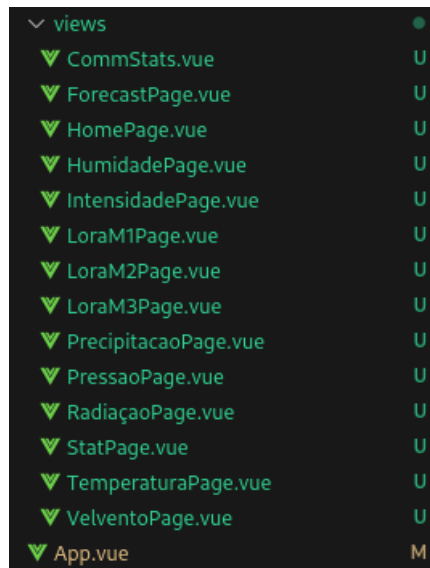 views
CommStats.vue U
ForecastPage.vue U
HomePage.vue U
HumidadePage.vue U
IntensidadePage.vue U
LoraM1Page.vue U
LoraM2Page.vue U
LoraM3Page.vue U
PrecipitacaoPage.vue U
PressaoPage.vue U
RadiaçaoPage.vue U
StatPage.vue U
TemperaturaPage.vue U
VelventoPage.vue U
App.vue M